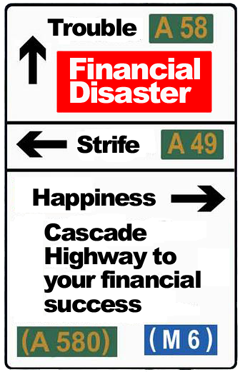 Trouble A 58
Financial
Disaster
Strife A 49
Happiness
Cascade
Highway to
your financial
success
(A 580) (M 6)